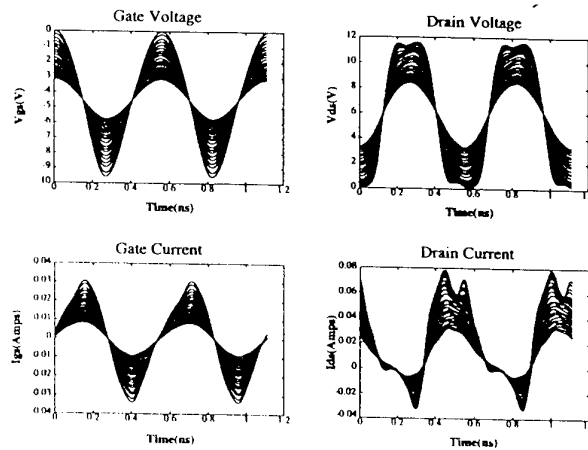 Gate Voltage
Vgs(V)
0
-1
-2
-3
-4
-5
-6
-7
-8
-9
10
0 0 2 0 4 0 6 0 8 1 1 2
Time(ns)
Drain Voltage
Vds(V)
12
10
8
6
4
2
0
0 0 2 0 4 0 6 0 8 1 1
Time(ns)
Gate Current
Igs(Amps)
0.04
0.03
0.02
0.01
0
0.01
0.02
0.03
0.04
0 0 2 0 4 0 6 0 8 1 1 2
Time(ns)
Drain Current
Ids(Amps)
0.08
0.06
0.04
0.02
0
-0.02
-0.04
0 0 2 0 4 0 6 0 8 1 1
Time(ns)